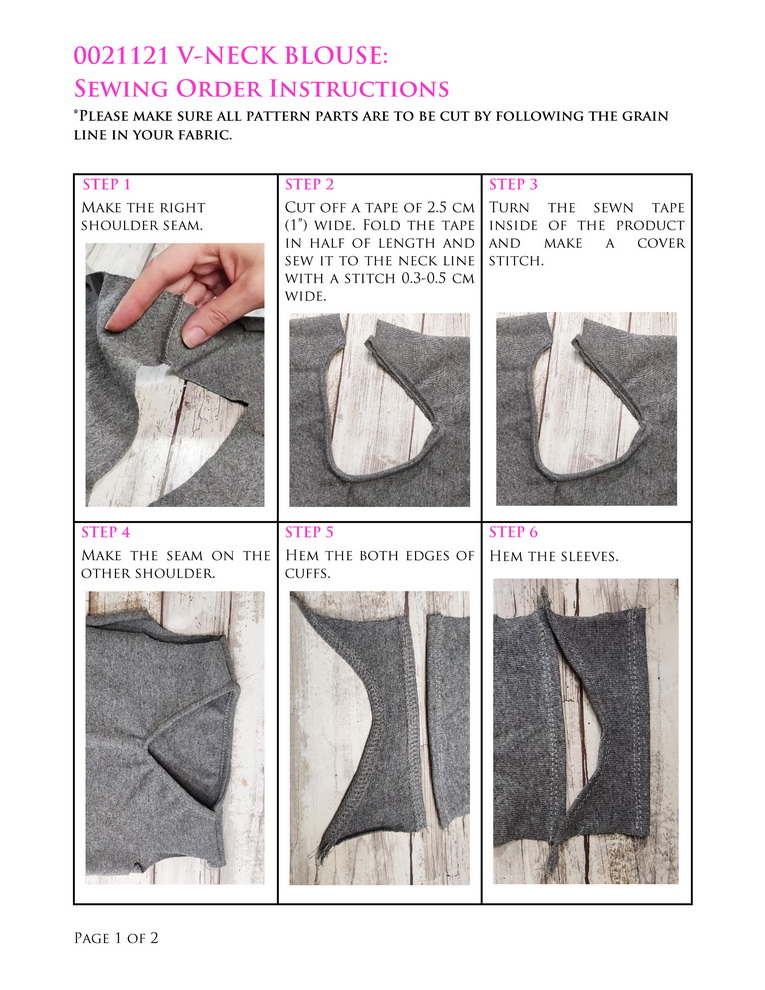 0021121 V-NECK BLOUSE:
SEWING ORDER INSTRUCTIONS
*PLEASE MAKE SURE ALL PATTERN PARTS ARE TO BE CUT BY FOLLOWING THE GRAIN
LINE IN YOUR FABRIC.
STEP 1
MAKE THE RIGHT
SHOULDER SEAM.
STEP 2
CUT OFF A TAPE OF 2.5 CM
(1”) WIDE. FOLD THE TAPE
IN HALF OF LENGTH AND
SEW IT TO THE NECK LINE
WITH A STITCH 0.3-0.5 CM
WIDE.
STEP 3
TURN THE SEWN TAPE
INSIDE OF THE PRODUCT
AND MAKE A COVER
STITCH.
STEP 4
MAKE THE SEAM ON THE
OTHER SHOULDER.
STEP 5
HEM THE BOTH EDGES OF
CUFFS.
STEP 6
HEM THE SLEEVES.
PAGE 1 OF 2